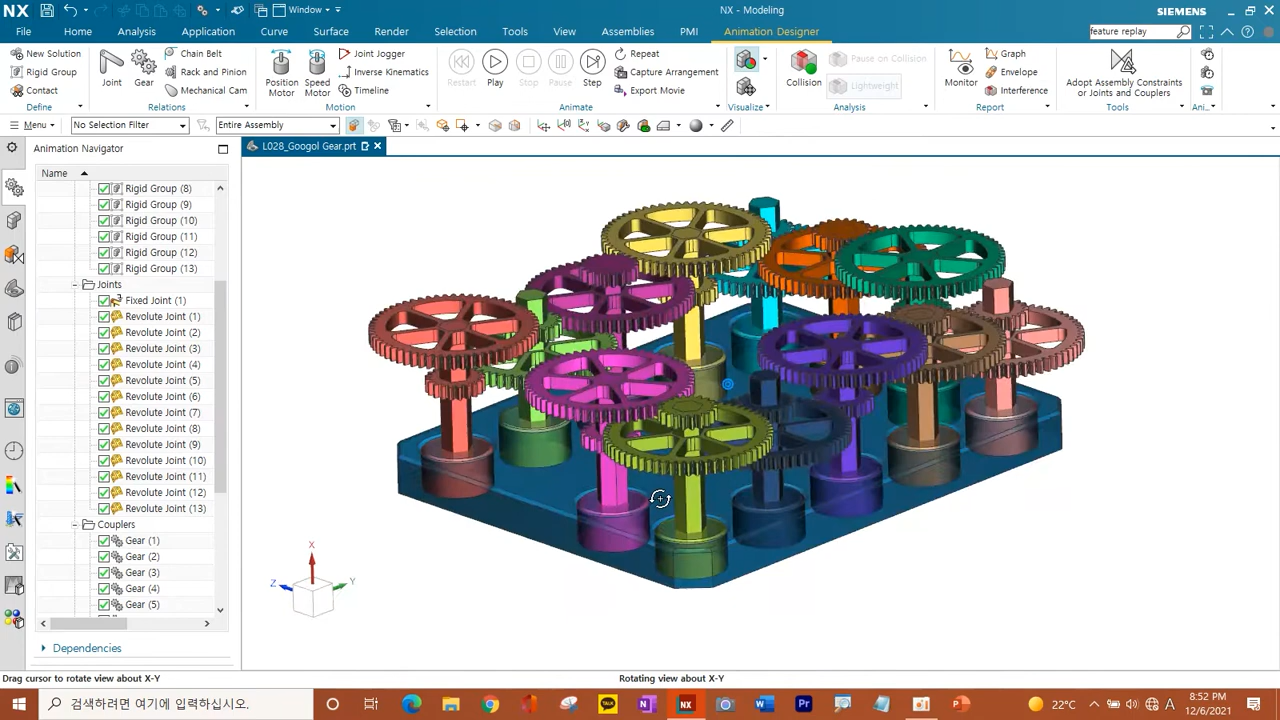 NX
Window
NX - Modeling
SIEMENS
File
Home
Analysis
Application
Curve
Surface
Render
Selection
Tools
View
Assemblies
PMI
Animation Designer
feature replay
New Solution
Rigid Group
Contact
Define
Joint
Gear
Chain Belt
Rack and Pinion
Mechanical Cam
Relations
Position Motor
Speed Motor
Joint Jogger
Inverse Kinematics
Timeline
Motion
Restart
Play
Stop
Pause
Step
Repeat
Capture Arrangement
Export Movie
Animate
Visualize
Collision
Pause on Collision
Lightweight
Analysis
Monitor
Graph
Envelope
Interference
Report
Adopt Assembly Constraints
or Joints and Couplers
Tools
Ani...
Menu
No Selection Filter
Entire Assembly
Animation Navigator
L028_Googol Gear.prt
Name
Rigid Group (8)
Rigid Group (9)
Rigid Group (10)
Rigid Group (11)
Rigid Group (12)
Rigid Group (13)
Joints
Fixed Joint (1)
Revolute Joint (1)
Revolute Joint (2)
Revolute Joint (3)
Revolute Joint (4)
Revolute Joint (5)
Revolute Joint (6)
Revolute Joint (7)
Revolute Joint (8)
Revolute Joint (9)
Revolute Joint (10)
Revolute Joint (11)
Revolute Joint (12)
Revolute Joint (13)
Couplers
Gear (1)
Gear (2)
Gear (3)
Gear (4)
Gear (5)
Dependencies
X
Z
Y
Drag cursor to rotate view about X-Y
Rotating view about X-Y
검색하려면 여기에 입력하십시오.
TALK
N
NX
W
Pr
P
22°C
A
8:52 PM
12/6/2021